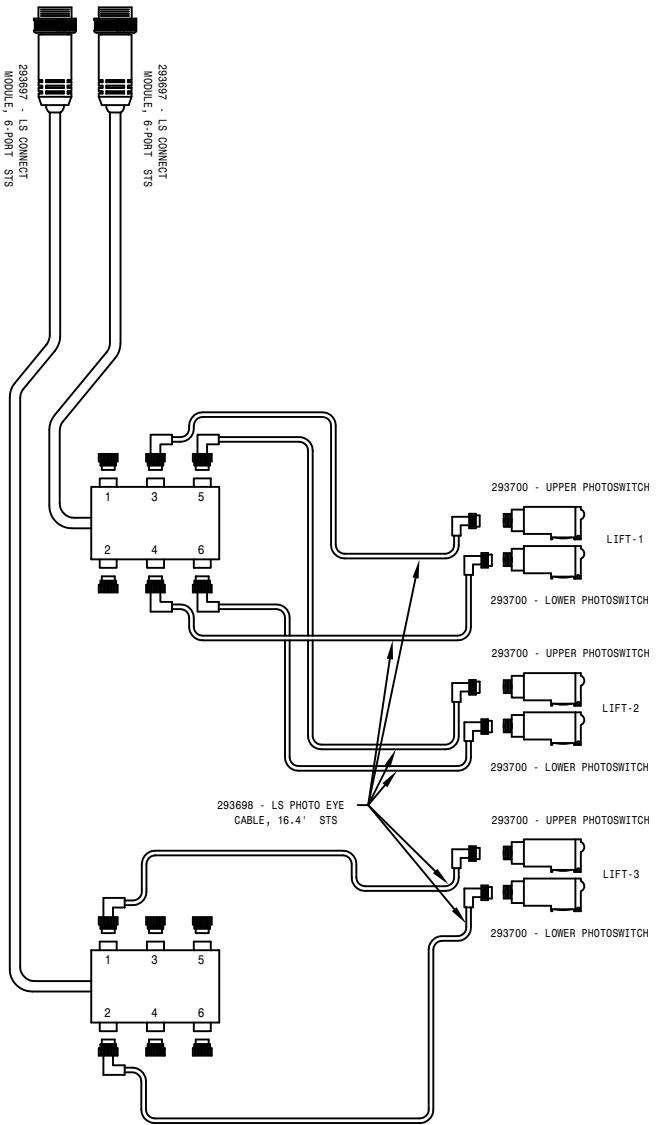 293697 - LS CONNECT
MODULE, 6-PORT STS
293697 - LS CONNECT
MODULE, 6-PORT STS
1 3 5
2 4 6
293700 - UPPER PHOTOSWITCH
LIFT-1
293700 - LOWER PHOTOSWITCH
293700 - UPPER PHOTOSWITCH
LIFT-2
293700 - LOWER PHOTOSWITCH
293698 - LS PHOTO EYE
CABLE, 16.4' STS
293700 - UPPER PHOTOSWITCH
LIFT-3
293700 - LOWER PHOTOSWITCH
1 3 5
2 4 6